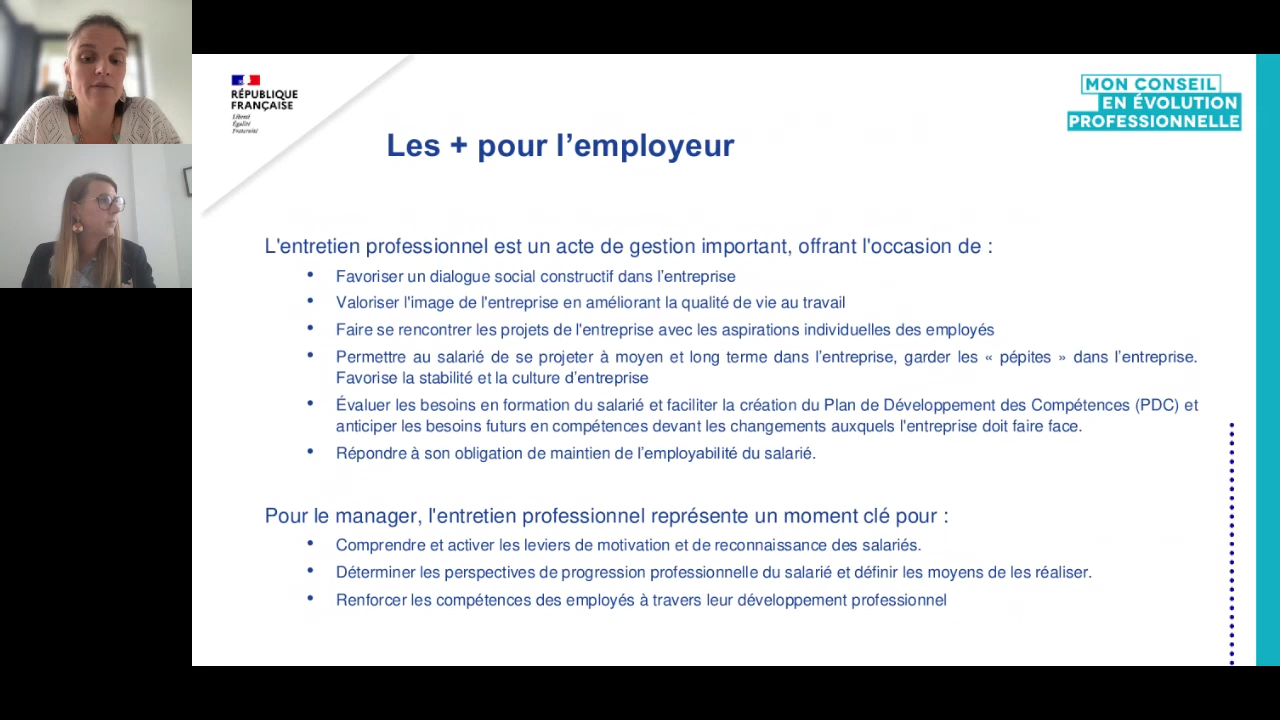 RÉPUBLIQUE
FRANÇAISE
Liberté
Égalité
Fraternité
MON CONSEIL
EN ÉVOLUTION
PROFESSIONNELLE
Les + pour l’employeur
L'entretien professionnel est un acte de gestion important, offrant l'occasion de :
• Favoriser un dialogue social constructif dans l’entreprise
• Valoriser l'image de l'entreprise en améliorant la qualité de vie au travail
• Faire se rencontrer les projets de l'entreprise avec les aspirations individuelles des employés
• Permettre au salarié de se projeter à moyen et long terme dans l’entreprise, garder les « pépites » dans l’entreprise.
Favorise la stabilité et la culture d’entreprise
• Évaluer les besoins en formation du salarié et faciliter la création du Plan de Développement des Compétences (PDC) et
anticiper les besoins futurs en compétences devant les changements auxquels l'entreprise doit faire face.
• Répondre à son obligation de maintien de l’employabilité du salarié.
Pour le manager, l'entretien professionnel représente un moment clé pour :
• Comprendre et activer les leviers de motivation et de reconnaissance des salariés.
• Déterminer les perspectives de progression professionnelle du salarié et définir les moyens de les réaliser.
• Renforcer les compétences des employés à travers leur développement professionnel